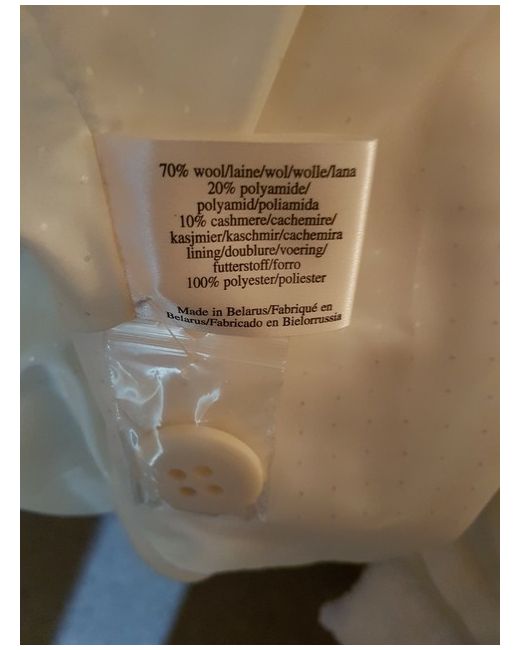 70% wool/laine/wol/wolle/lana
20% polyamide/
polyamid/poliamida
10% cashmere/cachemire/
kasjmier/kaschmir/cachemira
lining/doublure/voering/
futterstoff/forro
100% polyester/poliester
Made in Belarus/Fabriqué en
Belarus/Fabricado en Bielorrussia